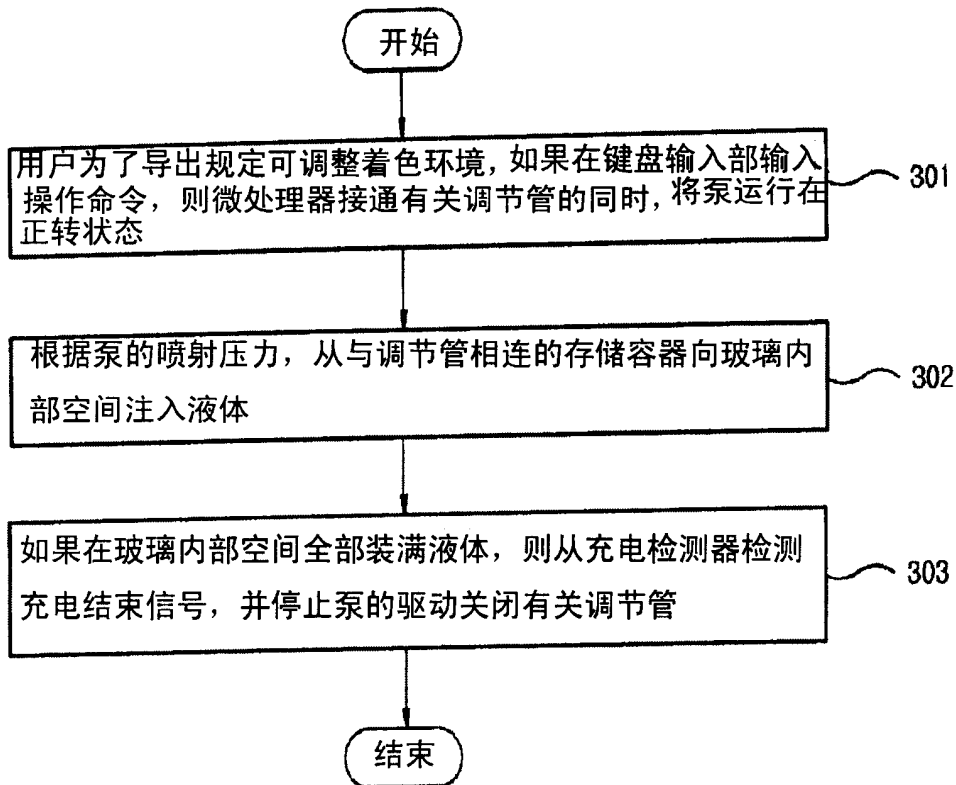 开始
用户为了导出规定可调整着色环境，如果在键盘输入部输入
操作命令，则微处理器接通有关调节管的同时，将泵运行在
正转状态
301
根据泵的喷射压力，从与调节管相连的存储容器向玻璃内
部空间注入液体
302
如果在玻璃内部空间全部装满液体，则从充电检测器检测
充电结束信号，并停止泵的驱动关闭有关调节管
303
结束